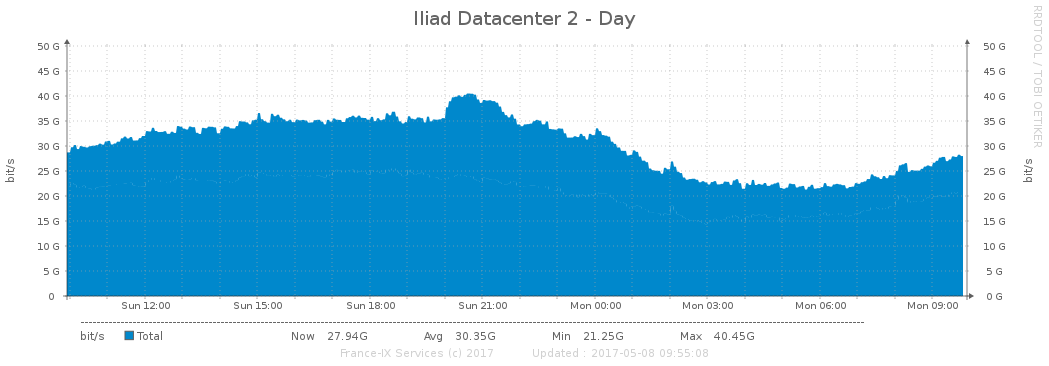 Iliad Datacenter 2 - Day
RRDTOOL / TOBI OETIKER
50 G 50 G
45 G 45 G
40 G 40 G
35 G 35 G
30 G 30 G
25 G 25 G
20 G 20 G
15 G 15 G
10 G 10 G
5 G 5 G
0 0 G
bit/s bit/s
Sun 12:00 Sun 15:00 Sun 18:00 Sun 21:00 Mon 00:00 Mon 03:00 Mon 06:00 Mon 09:00
bit/s Total Now 27.94G Avg 30.35G Min 21.25G Max 40.45G
France-IX Services (c) 2017 Updated : 2017-05-08 09:55:08